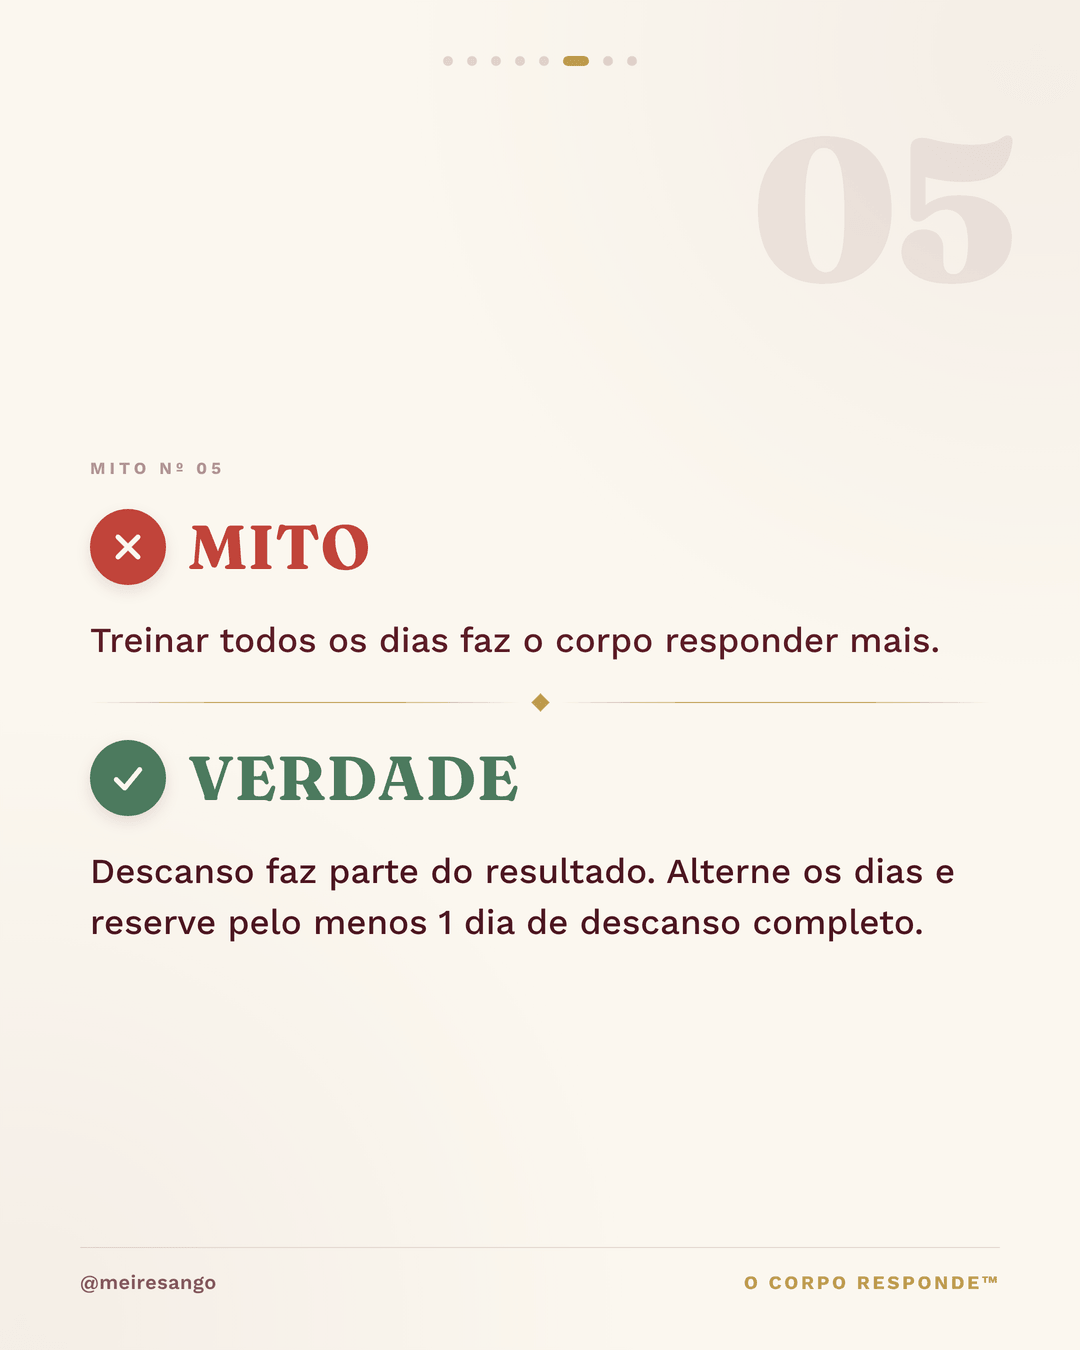 05
MITO Nº 05
MITO
Treinar todos os dias faz o corpo responder mais.
VERDADE
Descanso faz parte do resultado. Alterne os dias e
reserve pelo menos 1 dia de descanso completo.
@meiresango
O CORPO RESPONDE™